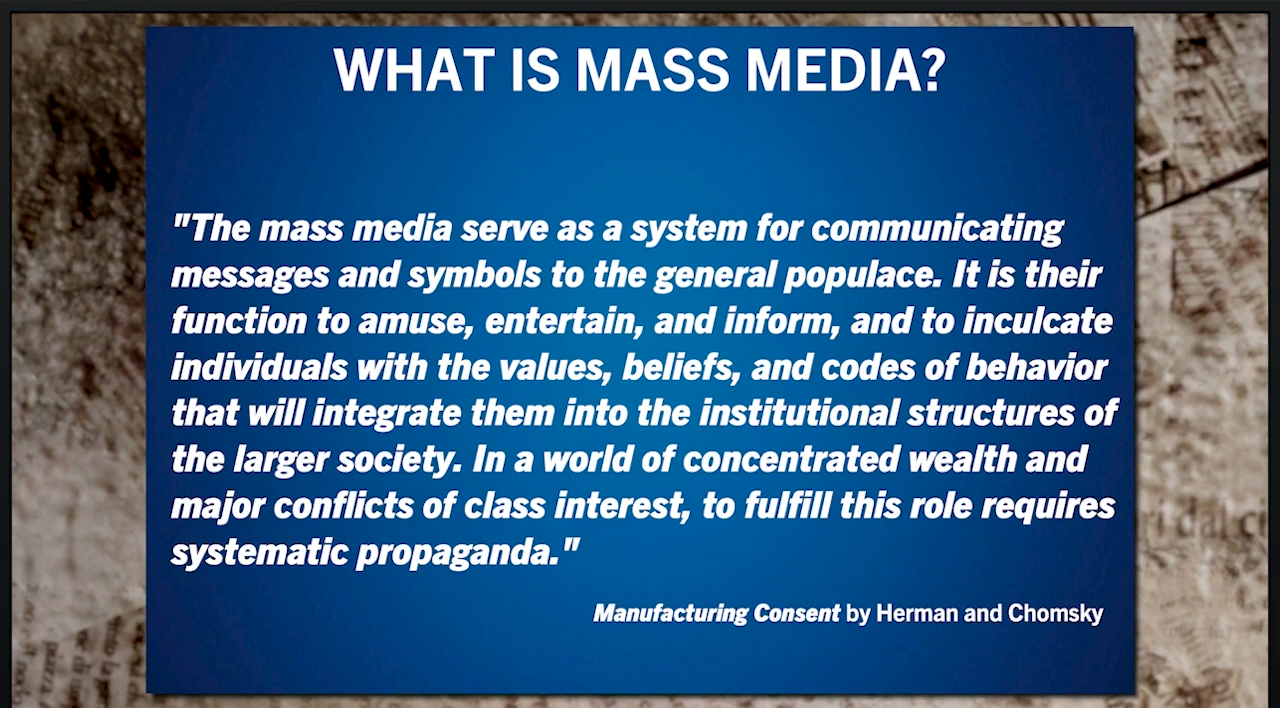 WHAT IS MASS MEDIA?
"The mass media serve as a system for communicating
messages and symbols to the general populace. It is their
function to amuse, entertain, and inform, and to inculcate
individuals with the values, beliefs, and codes of behavior
that will integrate them into the institutional structures of
the larger society. In a world of concentrated wealth and
major conflicts of class interest, to fulfill this role requires
systematic propaganda."
Manufacturing Consent by Herman and Chomsky